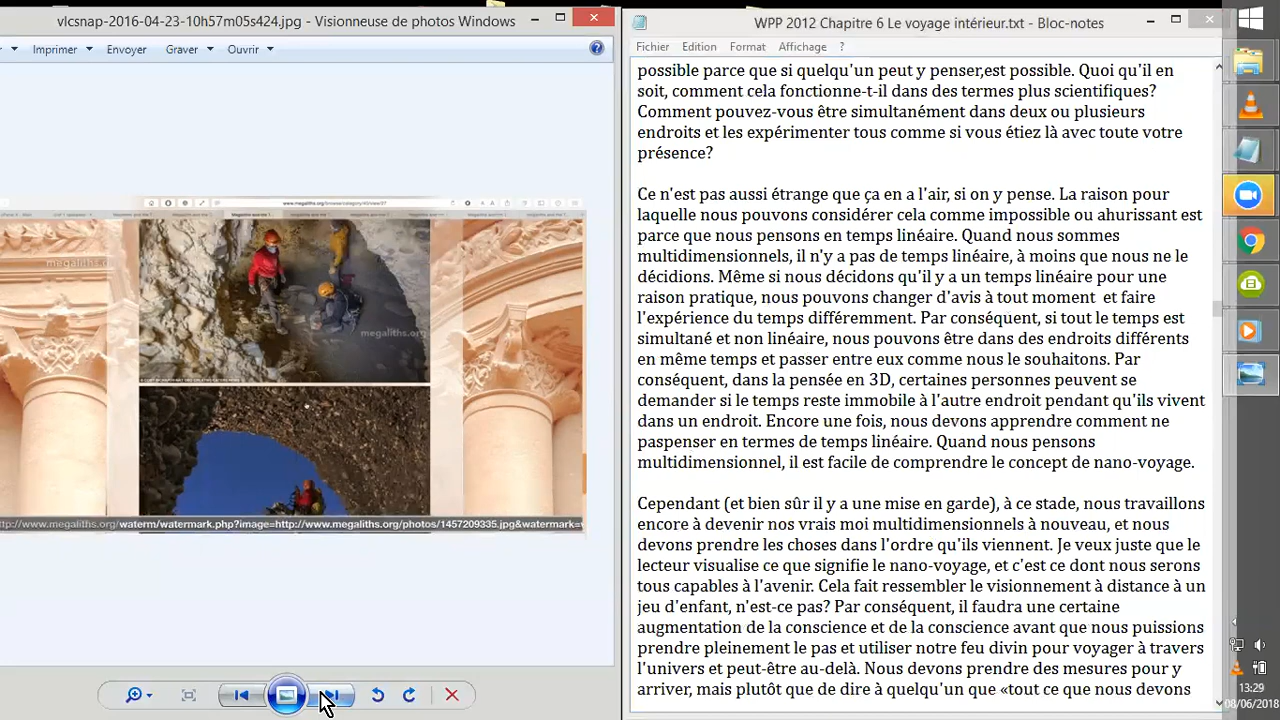 vlcsnap-2016-04-23-10h57m05s424.jpg - Visionneuse de photos Windows
Imprimer
Envoyer
Graver
Ouvrir
megaliths.org
megaliths.org
http://www.megaliths.org/waterm/watermark.php?image=http://www.megaliths.org/photos/1457209335.jpg&watermark=
WPP 2012 Chapitre 6 Le voyage intérieur.txt - Bloc-notes
Fichier
Edition
Format
Affichage
?
possible parce que si quelqu'un peut y penser,est possible. Quoi qu'il en
soit, comment cela fonctionne-t-il dans des termes plus scientifiques?
Comment pouvez-vous être simultanément dans deux ou plusieurs
endroits et les expérimenter tous comme si vous étiez là avec toute votre
présence?
Ce n'est pas aussi étrange que ça en a l'air, si on y pense. La raison pour
laquelle nous pouvons considérer cela comme impossible ou ahurissant est
parce que nous pensons en temps linéaire. Quand nous sommes
multidimensionnels, il n'y a pas de temps linéaire, à moins que nous ne le
décidions. Même si nous décidons qu'il y a un temps linéaire pour une
raison pratique, nous pouvons changer d'avis à tout moment  et faire
l'expérience du temps différemment. Par conséquent, si tout le temps est
simultané et non linéaire, nous pouvons être dans des endroits différents
en même temps et passer entre eux comme nous le souhaitons. Par
conséquent, dans la pensée en 3D, certaines personnes peuvent se
demander si le temps reste immobile à l'autre endroit pendant qu'ils vivent
dans un endroit. Encore une fois, nous devons apprendre comment ne
paspenser en termes de temps linéaire. Quand nous pensons
multidimensionnel, il est facile de comprendre le concept de nano-voyage.
Cependant (et bien sûr il y a une mise en garde), à ce stade, nous travaillons
encore à devenir nos vrais moi multidimensionnels à nouveau, et nous
devons prendre les choses dans l'ordre qu'ils viennent. Je veux juste que le
lecteur visualise ce que signifie le nano-voyage, et c'est ce dont nous serons
tous capables à l'avenir. Cela fait ressembler le visionnement à distance à un
jeu d'enfant, n'est-ce pas? Par conséquent, il faudra une certaine
augmentation de la conscience et de la conscience avant que nous puissions
prendre pleinement le pas et utiliser notre feu divin pour voyager à travers
l'univers et peut-être au-delà. Nous devons prendre des mesures pour y
arriver, mais plutôt que de dire à quelqu'un que «tout ce que nous devons
13:29
08/06/2018